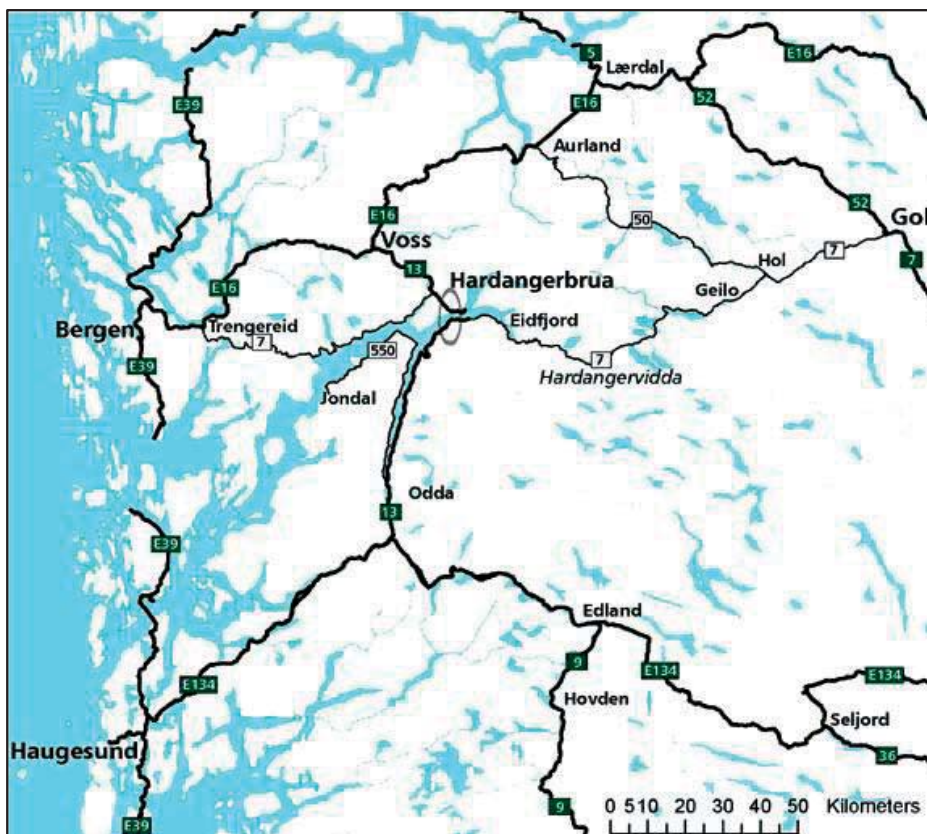 5
Lærdal
E16
E39
52
E16
Aurland
52
Gol
E16
50
Voss
Hol
7
13
7
Hardangerbrua
Geilo
E16
Bergen
Trengereid
Eidfjord
7
550
7
E39
Hardangervidda
Jondal
Odda
13
E39
Edland
9
E134
E134
E134
Hovden
Seljord
Haugesund
36
9
0 510 20 30 40 50 Kilometers
E39